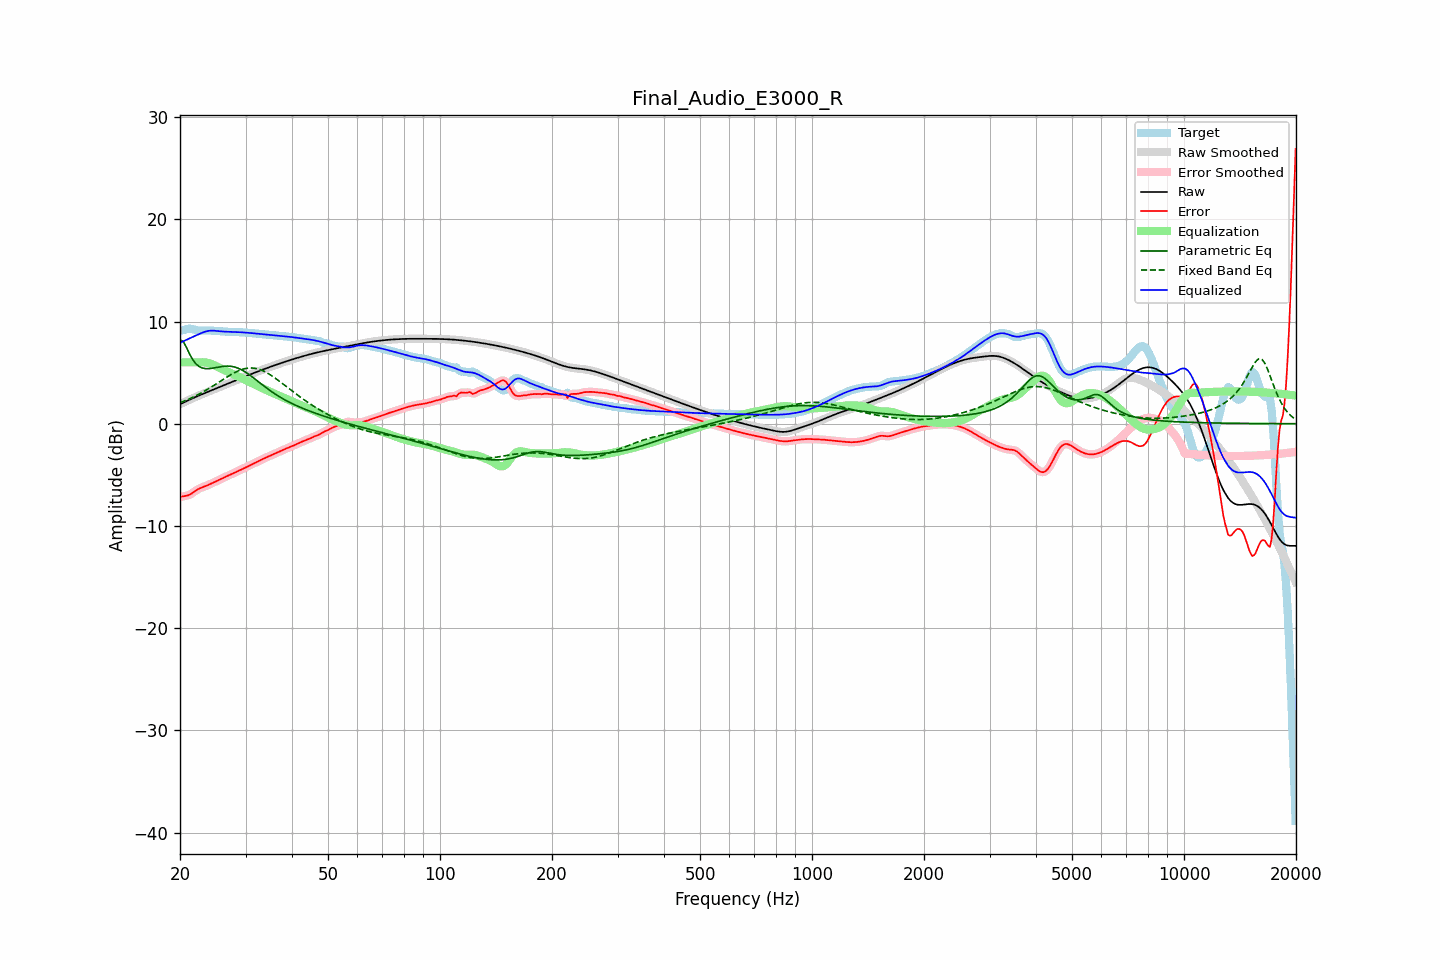 Final_Audio_E3000_R
30
20
10
0
−10
−20
−30
−40
Amplitude (dBr)
20
50
100
200
500
1000
2000
5000
10000
20000
Frequency (Hz)
Target
Raw Smoothed
Error Smoothed
Raw
Error
Equalization
Parametric Eq
Fixed Band Eq
Equalized